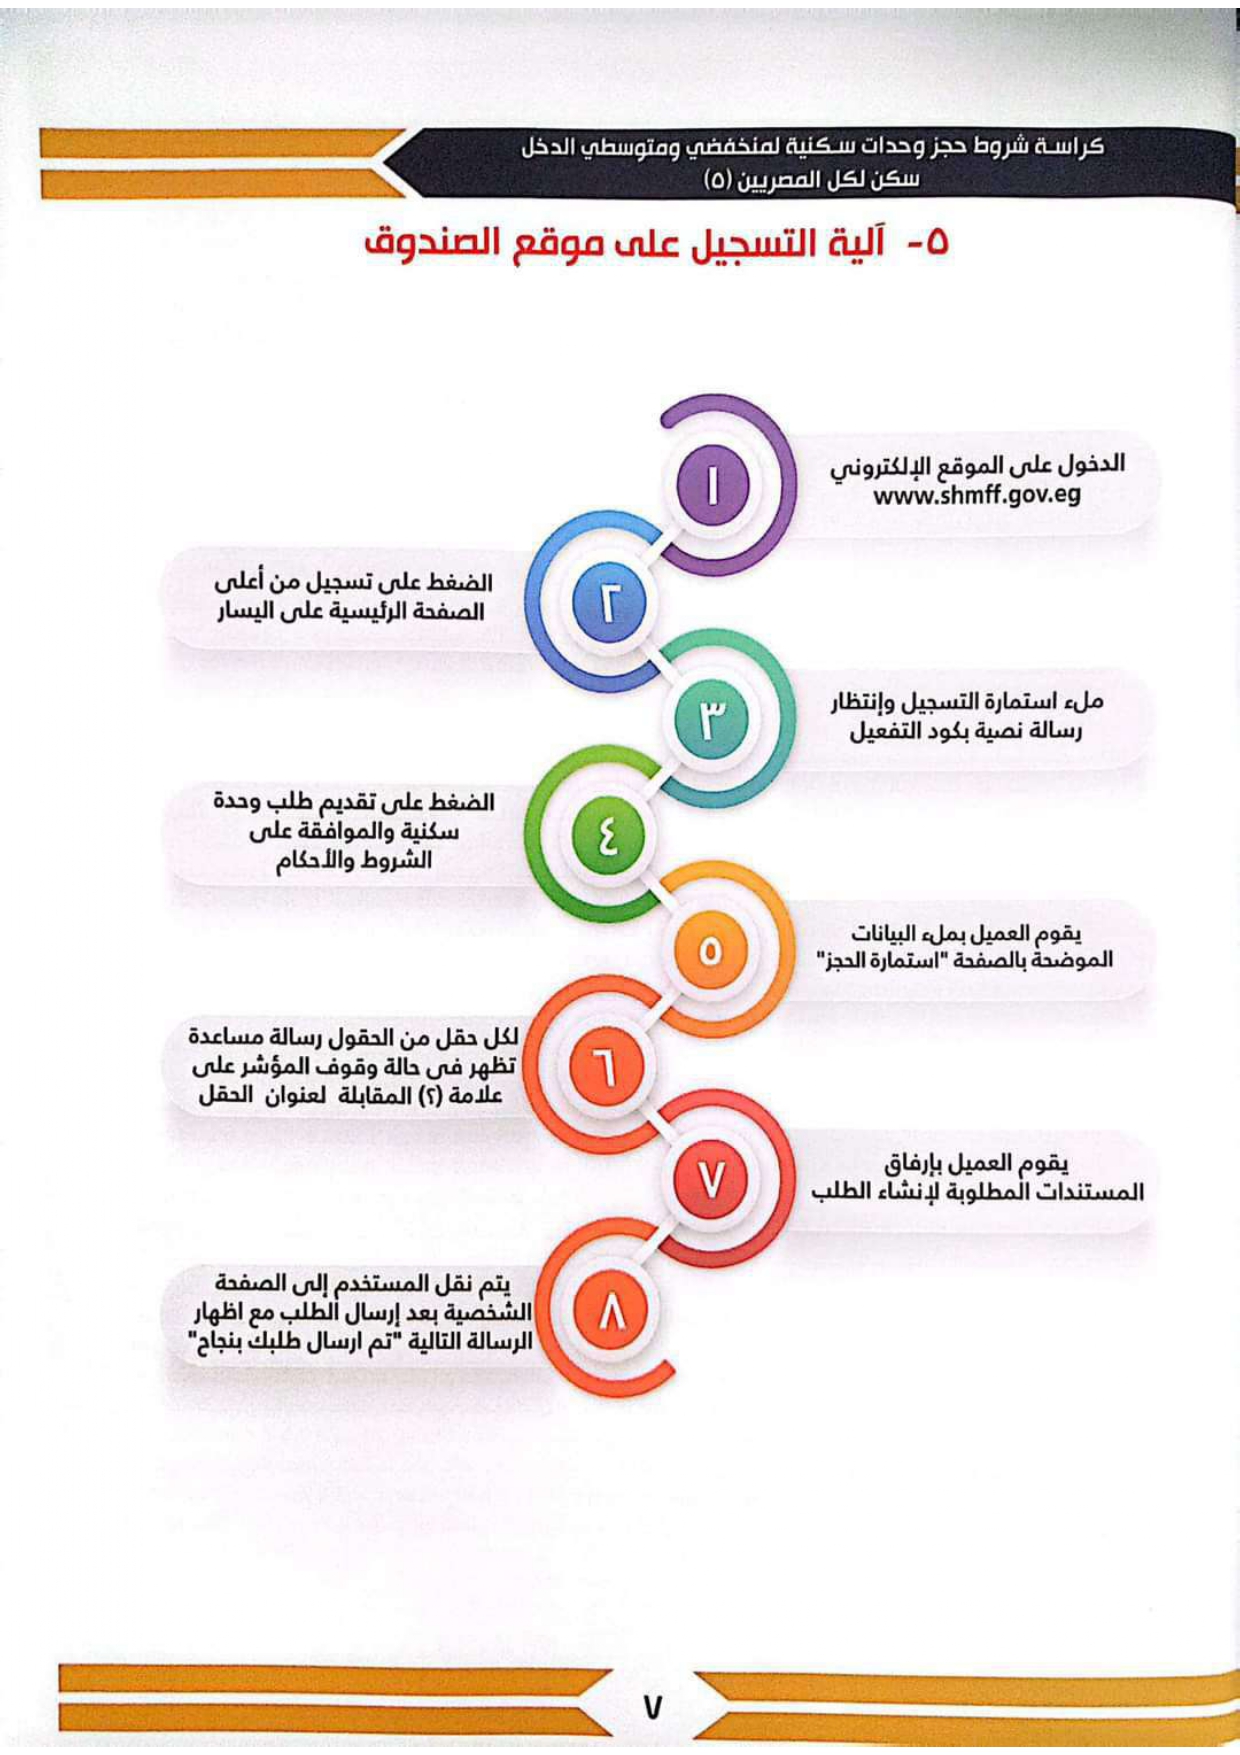 كراسة شروط حجز وحدات سكنية لمنخفضي ومتوسطي الدخل
سكن لكل المصريين (٥)
٥- آلية التسجيل على موقع الصندوق
١
الدخول على الموقع الإلكتروني
www.shmff.gov.eg
٢
الضغط على تسجيل من أعلى
الصفحة الرئيسية على اليسار
٣
ملء استمارة التسجيل وإنتظار
رسالة نصية بكود التفعيل
٤
الضغط على تقديم طلب وحدة
سكنية والموافقة على
الشروط والأحكام
٥
يقوم العميل بملء البيانات
الموضحة بالصفحة "استمارة الحجز"
٦
لكل حقل من الحقول رسالة مساعدة
تظهر فى حالة وقوف المؤشر على
علامة (؟) المقابلة لعنوان الحقل
٧
يقوم العميل بإرفاق
المستندات المطلوبة لإنشاء الطلب
٨
يتم نقل المستخدم إلى الصفحة
الشخصية بعد إرسال الطلب مع اظهار
الرسالة التالية "تم ارسال طلبك بنجاح"
٧